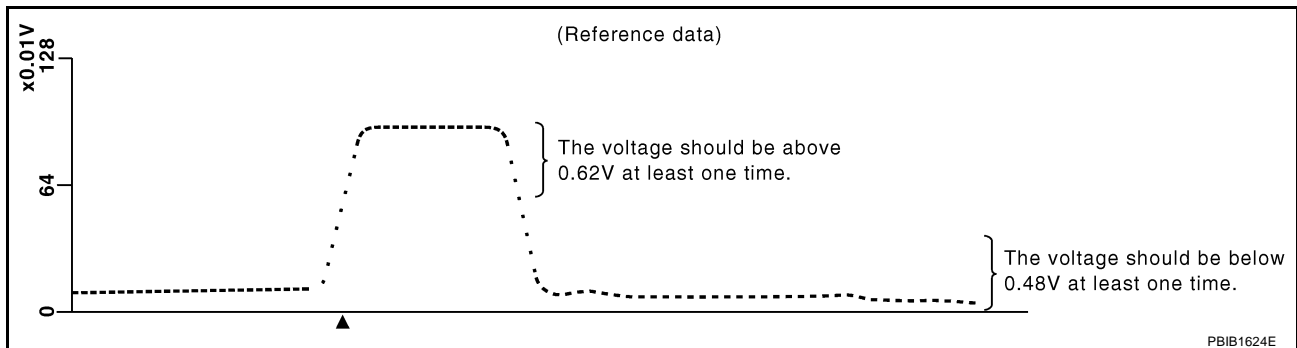 (Reference data)
x0.01V
128
64
0
The voltage should be above
0.62V at least one time.
The voltage should be below
0.48V at least one time.
PBIB1624E